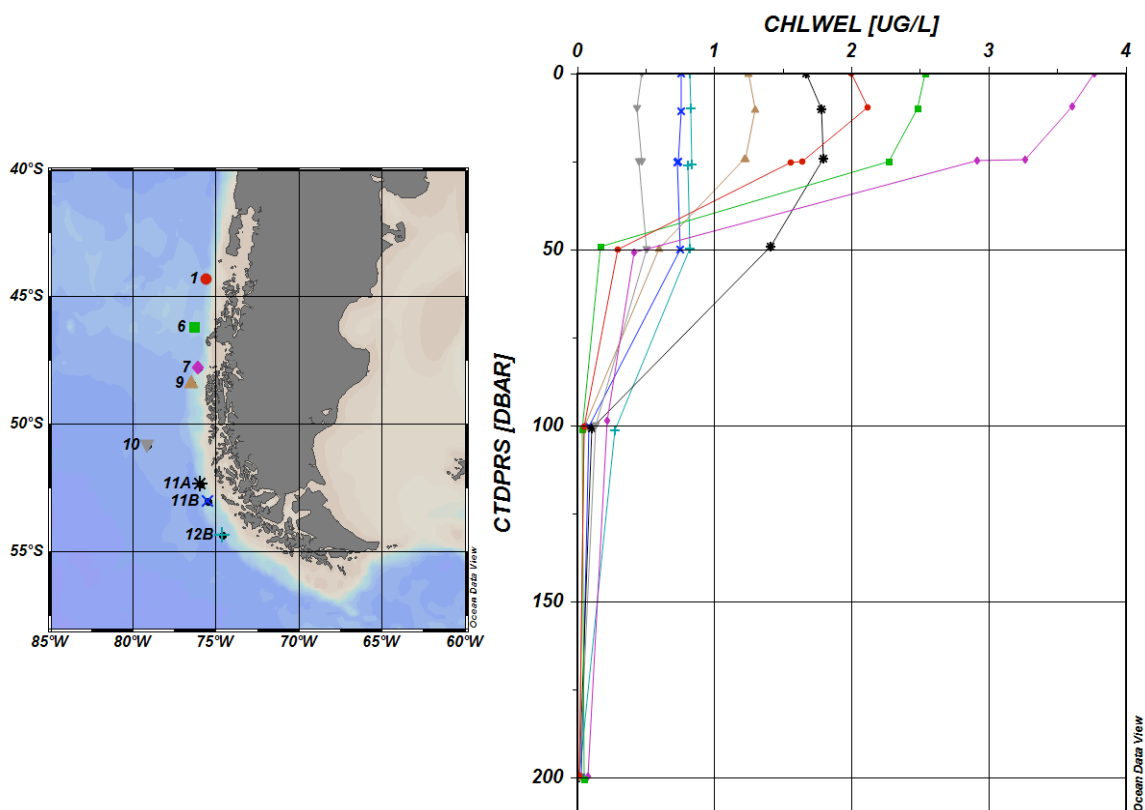 CHLWEL [UG/L]
0 1 2 3 4
0
50
100
150
200
CTDPRS [DBAR]
Ocean Data View
40°S
45°S
50°S
55°S
1
6
7
9
10
11A
11B
12B
85°W 80°W 75°W 70°W 65°W 60°W
Ocean Data View